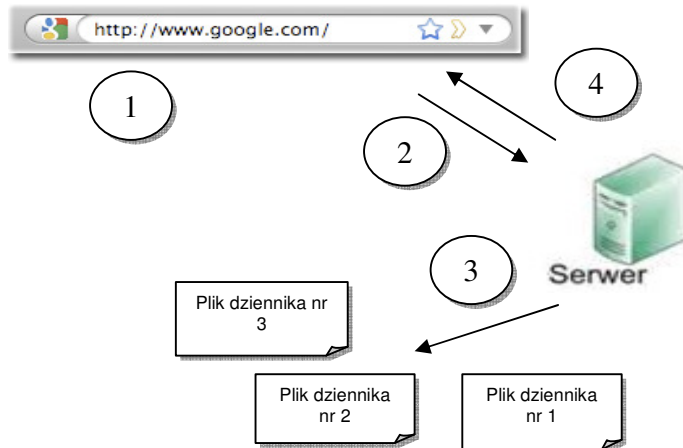 http://www.google.com/
4
1
2
3
Serwer
Plik dziennika nr
3
Plik dziennika
nr 2
Plik dziennika
nr 1